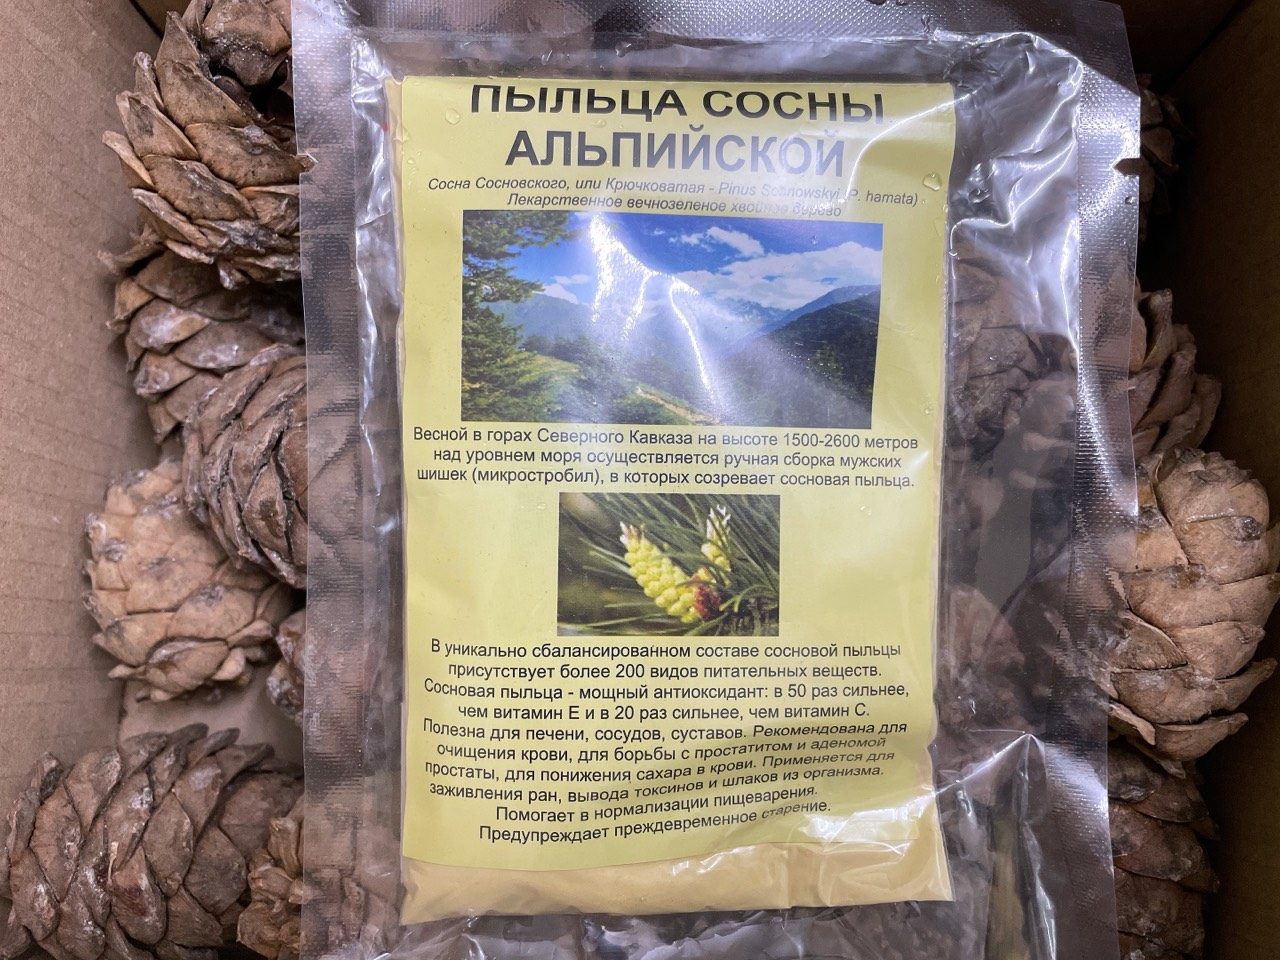 ПЫЛЬЦА СОСНЫ
АЛЬПИЙСКОЙ
Сосна Сосновского, или Крючковатая - Pinus Sosnowskyi (P. hamata)
Лекарственное вечнозеленое хвойное дерево
Весной в горах Северного Кавказа на высоте 1500-2600 метров
над уровнем моря осуществляется ручная сборка мужских
шишек (микростробил), в которых созревает сосновая пыльца.
В уникально сбалансированном составе сосновой пыльцы
присутствует более 200 видов питательных веществ.
Сосновая пыльца - мощный антиоксидант: в 50 раз сильнее,
чем витамин Е и в 20 раз сильнее, чем витамин С.
Полезна для печени, сосудов, суставов. Рекомендована для
очищения крови, для борьбы с простатитом и аденомой
простаты, для понижения сахара в крови. Применяется для
заживления ран, вывода токсинов и шлаков из организма.
Помогает в нормализации пищеварения.
Предупреждает преждевременное старение.